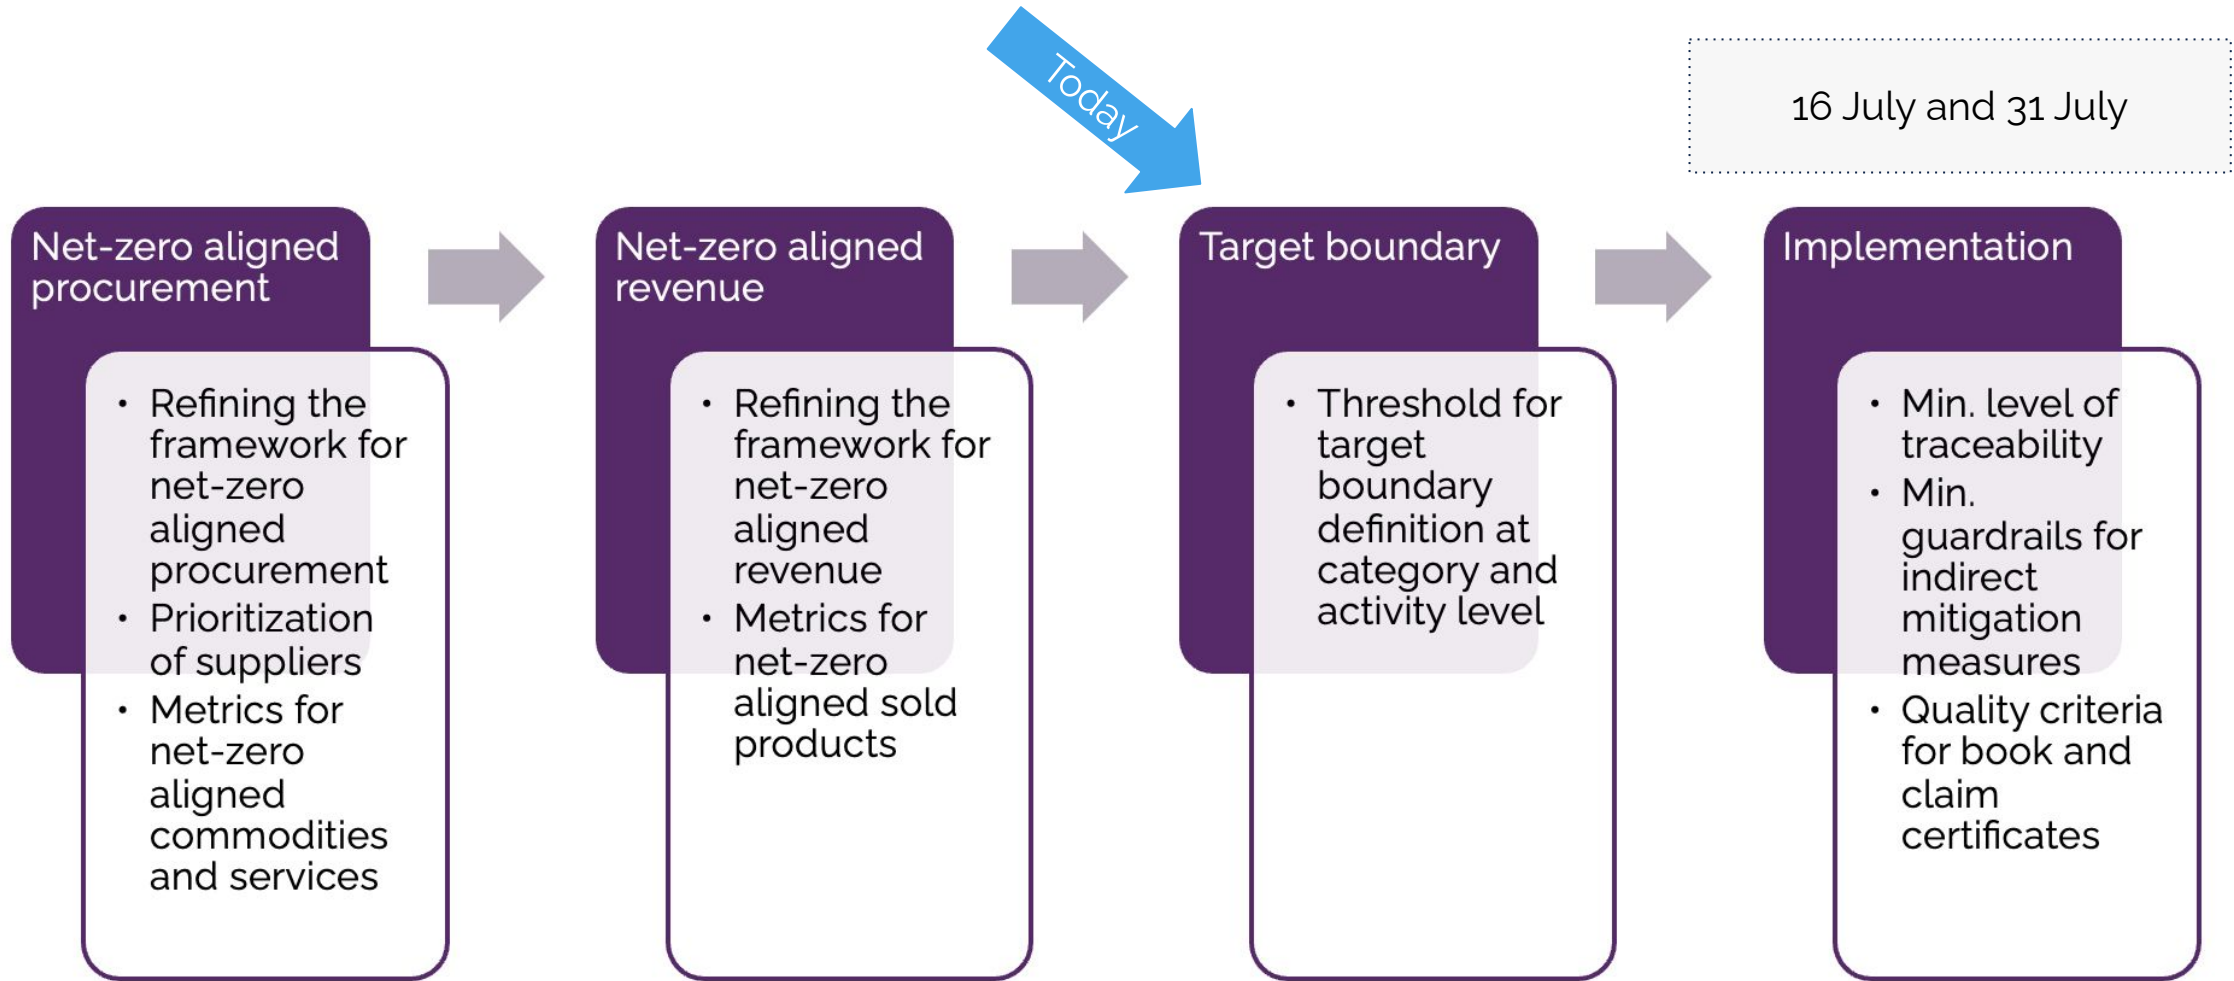 Today
16 July and 31 July
Net-zero aligned
procurement
• Refining the
framework for
net-zero
aligned
procurement
• Prioritization
of suppliers
• Metrics for
net-zero
aligned
commodities
and services
Net-zero aligned
revenue
• Refining the
framework for
net-zero
aligned
revenue
• Metrics for
net-zero
aligned sold
products
Target boundary
• Threshold for
target
boundary
definition at
category and
activity level
Implementation
• Min. level of
traceability
• Min.
guardrails for
indirect
mitigation
measures
• Quality criteria
for book and
claim
certificates